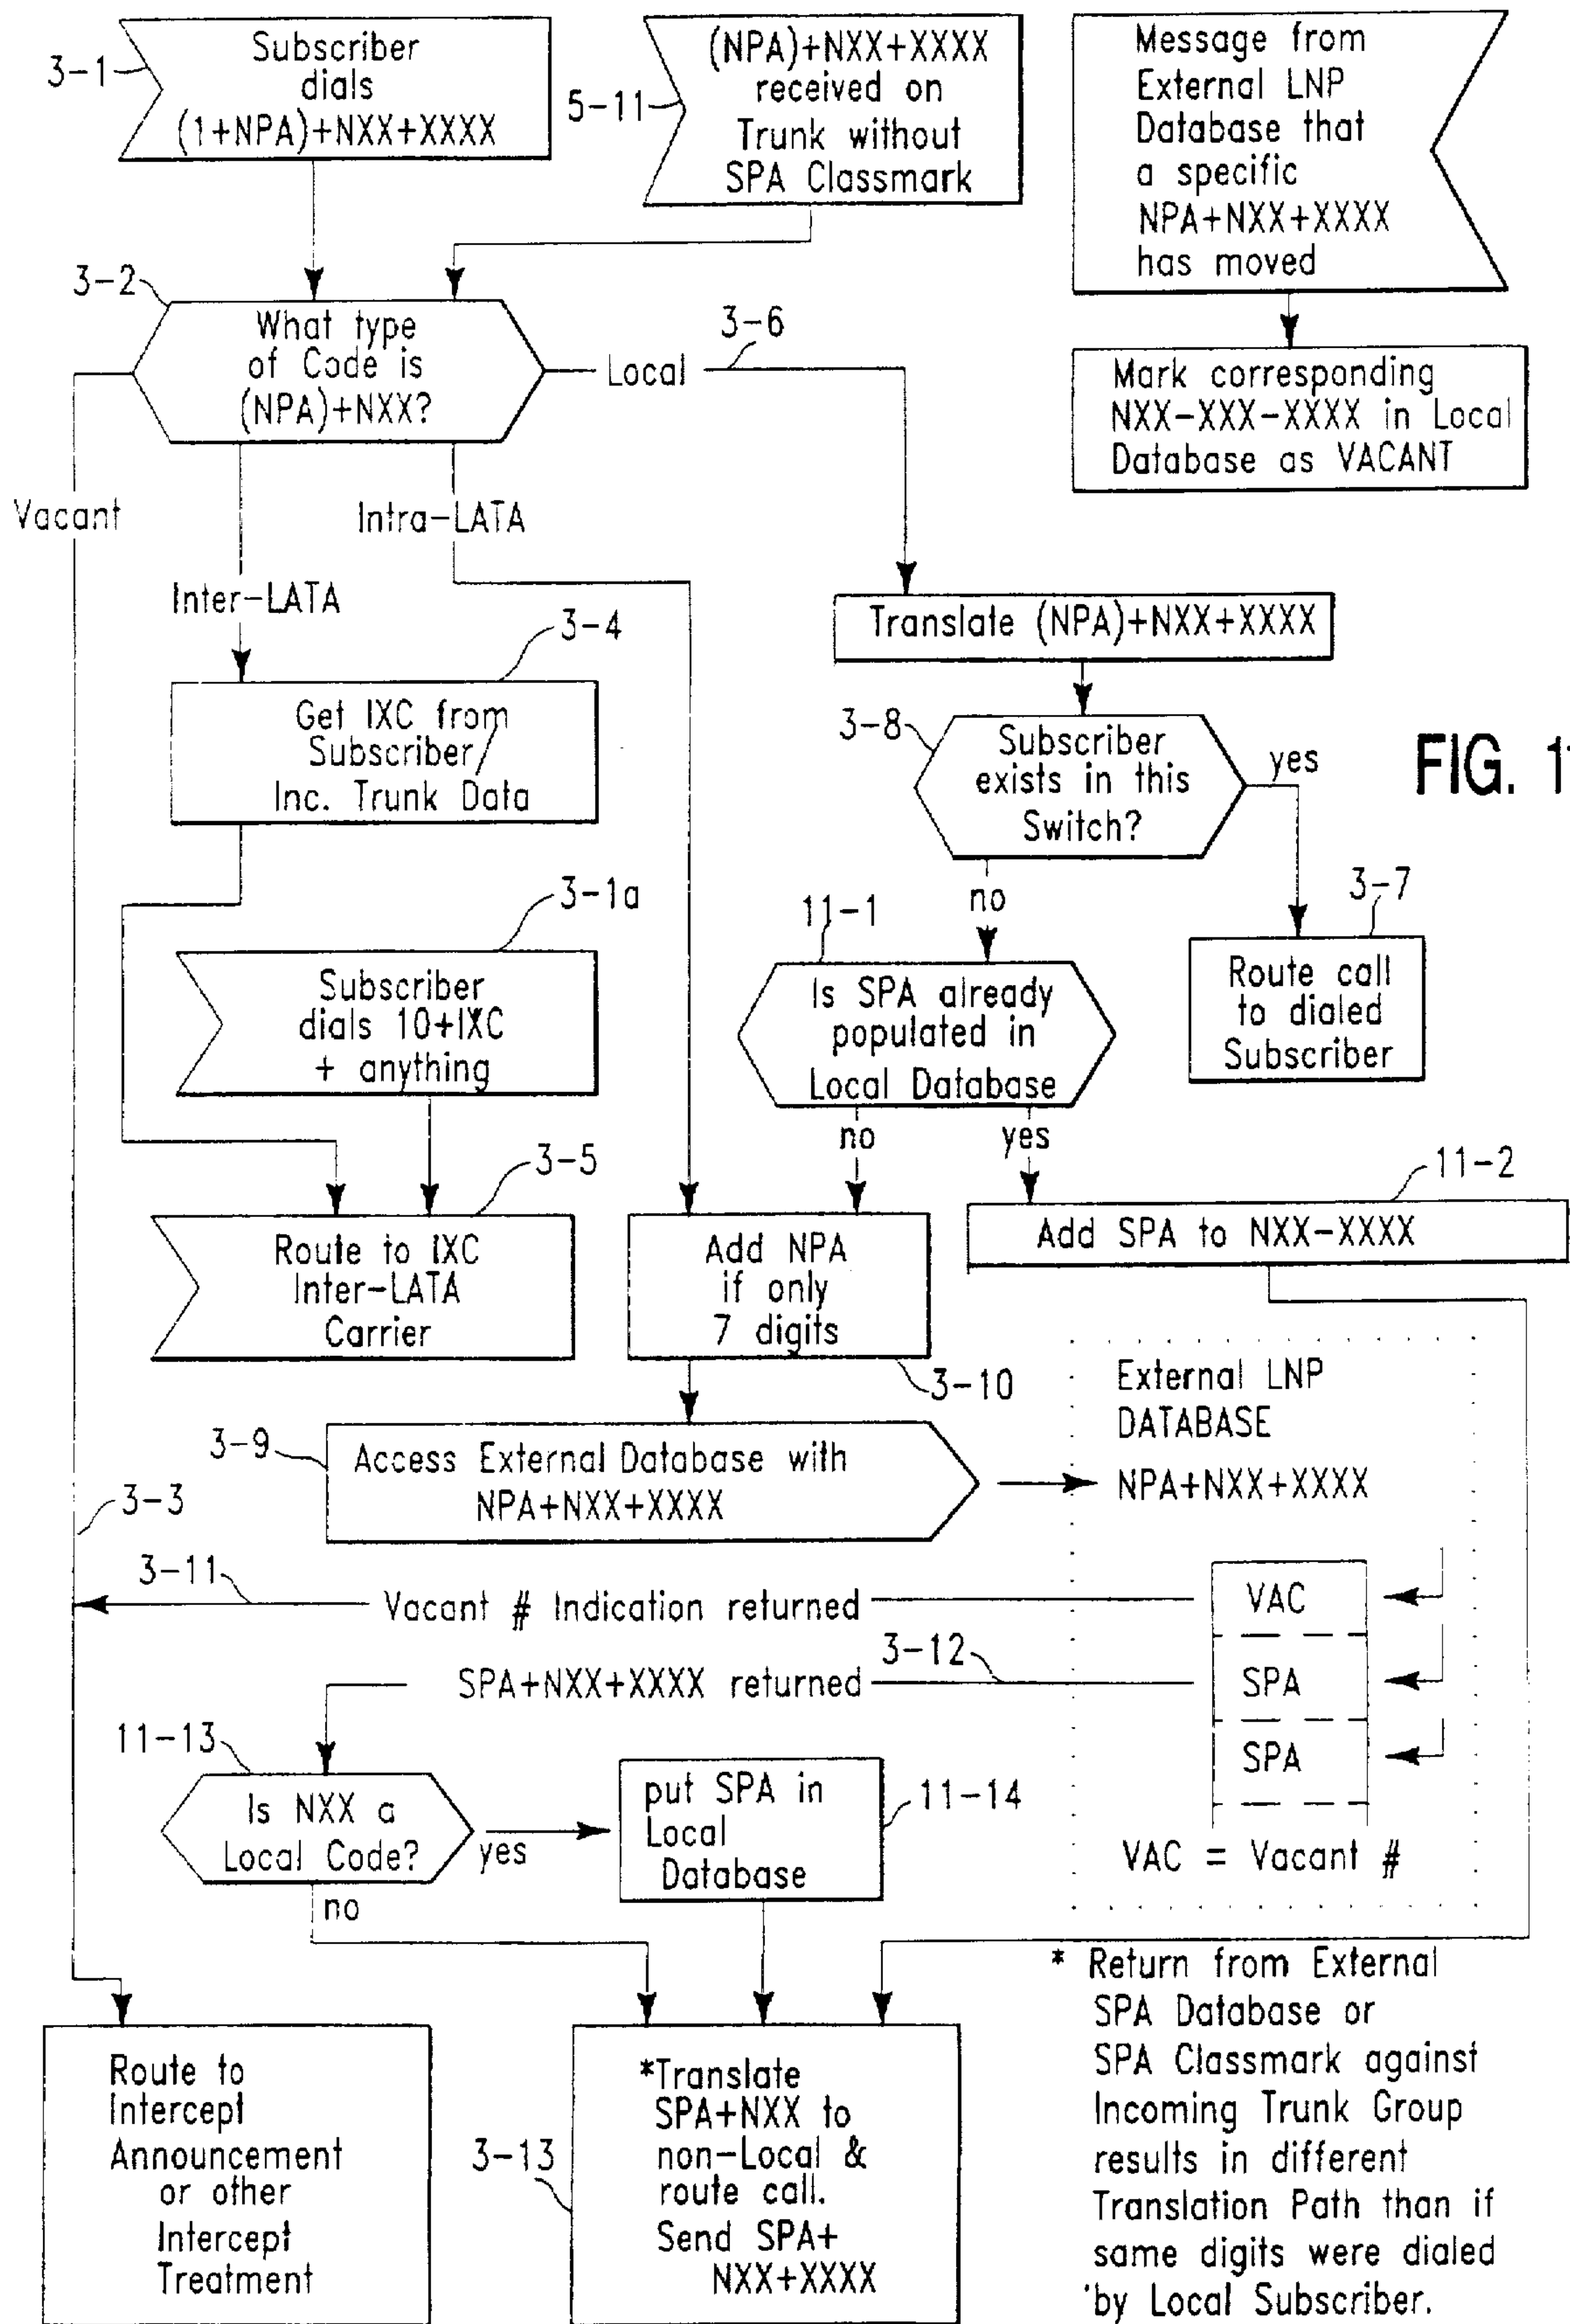 3-1
Subscriber
dials
(1+NPA)+NXX+XXXX
5-11
(NPA)+NXX+XXXX
received on
Trunk without
SPA Classmark
Message from
External LNP
Database that
a specific
NPA+NXX+XXXX
has moved
3-2
What type
of Code is
(NPA)+NXX?
Local
3-6
Mark corresponding
NXX-XXX-XXXX in Local
Database as VACANT
Vacant
Intra-LATA
Inter-LATA
3-4
Get IXC from
Subscriber/
Inc. Trunk Data
Translate (NPA)+NXX+XXXX
3-8
Subscriber
exists in this
Switch?
yes
no
FIG. 11
3-7
Route call
to dialed
Subscriber
3-1a
Subscriber
dials 10+IXC
+ anything
11-1
Is SPA already
populated in
Local Database
no
yes
3-5
Route to IXC
Inter-LATA
Carrier
Add NPA
if only
7 digits
3-10
11-2
Add SPA to NXX-XXXX
3-9
Access External Database with
NPA+NXX+XXXX
External LNP
DATABASE
NPA+NXX+XXXX
3-3
3-11
Vacant # Indication returned
VAC
3-12
SPA+NXX+XXXX returned
SPA
SPA
VAC = Vacant #
11-13
Is NXX a
Local Code?
yes
no
put SPA in
Local
Database
11-14
Route to
Intercept
Announcement
or other
Intercept
Treatment
3-13
*Translate
SPA+NXX to
non-Local &
route call.
Send SPA+
NXX+XXXX
* Return from External
SPA Database or
SPA Classmark against
Incoming Trunk Group
results in different
Translation Path than if
same digits were dialed
by Local Subscriber.